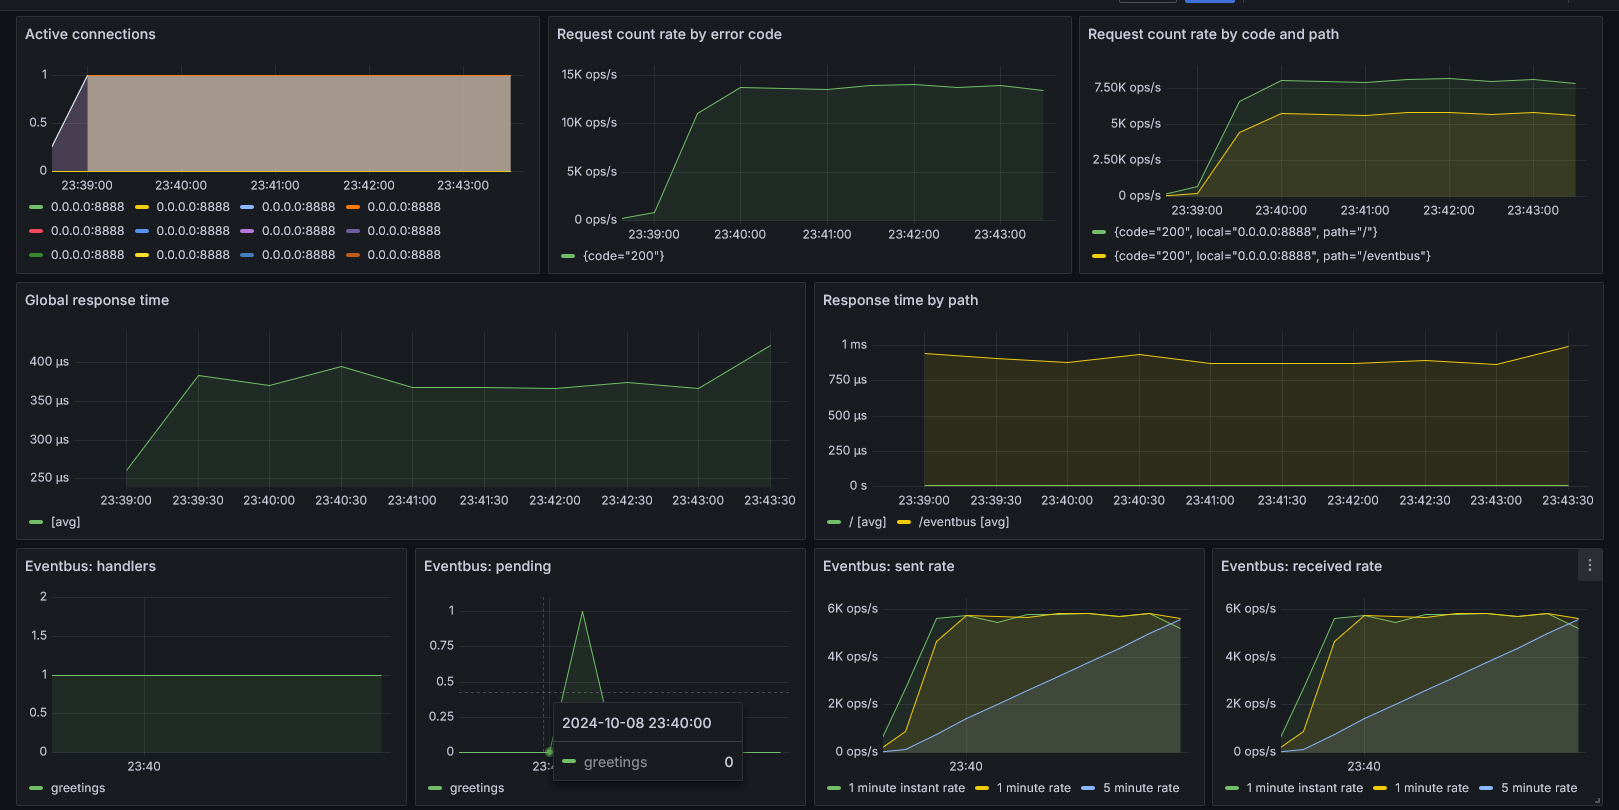 Active connections
1
0.5
0
23:39:00 23:40:00 23:41:00 23:42:00 23:43:00
0.0.0.0:8888 0.0.0.0:8888 0.0.0.0:8888 0.0.0.0:8888
0.0.0.0:8888 0.0.0.0:8888 0.0.0.0:8888 0.0.0.0:8888
0.0.0.0:8888 0.0.0.0:8888 0.0.0.0:8888 0.0.0.0:8888
Request count rate by error code
15K ops/s
10K ops/s
5K ops/s
0 ops/s
23:39:00 23:40:00 23:41:00 23:42:00 23:43:00
{code="200"}
Request count rate by code and path
7.50K ops/s
5K ops/s
2.50K ops/s
0 ops/s
23:39:00 23:40:00 23:41:00 23:42:00 23:43:00
{code="200", local="0.0.0.0:8888", path="/"}
{code="200", local="0.0.0.0:8888", path="/eventbus"}
Global response time
400 µs
350 µs
300 µs
250 µs
23:39:00 23:39:30 23:40:00 23:40:30 23:41:00 23:41:30 23:42:00 23:42:30 23:43:00 23:43:30
[avg]
Response time by path
1 ms
750 µs
500 µs
250 µs
0 s
23:39:00 23:39:30 23:40:00 23:40:30 23:41:00 23:41:30 23:42:00 23:42:30 23:43:00 23:43:30
/ [avg] /eventbus [avg]
Eventbus: handlers
2
1.5
1
0.5
0
23:40
greetings
Eventbus: pending
1
0.75
0.5
0.25
0
2024-10-08 23:40:00
greetings 0
greetings
Eventbus: sent rate
6K ops/s
4K ops/s
2K ops/s
0 ops/s
23:40
1 minute instant rate 1 minute rate 5 minute rate
Eventbus: received rate
6K ops/s
4K ops/s
2K ops/s
0 ops/s
23:40
1 minute instant rate 1 minute rate 5 minute rate